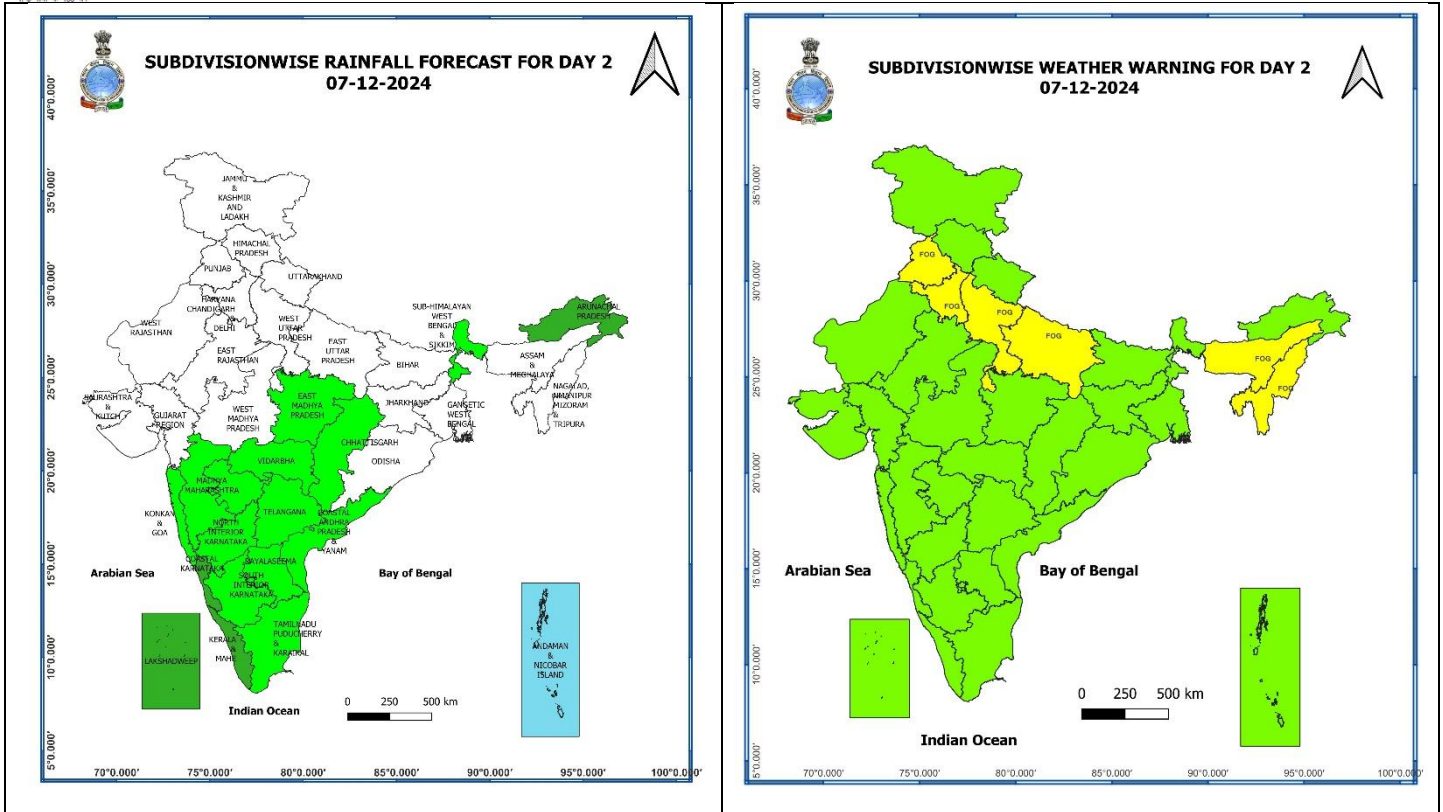 SUBDIVISIONWISE RAINFALL FORECAST FOR DAY 2
07-12-2024
40°0.000'
35°0.000'
30°0.000'
25°0.000'
20°0.000'
15°0.000'
10°0.000'
5°0.000'
JAMMU
&
KASHMIR
AND
LADAKH
HIMACHAL
PRADESH
PUNJAB
UTTARAKHAND
HARYANA
CHANDIGARH
&
DELHI
WEST
RAJASTHAN
WEST
UTTAR
PRADESH
EAST
UTTAR
PRADESH
EAST
RAJASTHAN
SUB-HIMALAYAN
WEST
BENGAL
&
SIKKIM
ARUNACHAL
PRADESH
ASSAM
&
MEGHALAYA
BIHAR
SAURASHTRA
&
KUTCH
GUJARAT
REGION
WEST
MADHYA
PRADESH
EAST
MADHYA
PRADESH
JHARKHAND
GANGETIC
WEST
BENGAL
MANIPUR
MIZORAM
&
TRIPURA
CHHATTISGARH
ODISHA
VIDARBHA
MADHYA
MAHARASHTRA
KONKAN
&
GOA
TELANGANA
NORTH
INTERIOR
KARNATAKA
COASTAL
ANDHRA
PRADESH
&
YANAM
COASTAL
KARNATAKA
RAYALASEEMA
SOUTH
INTERIOR
KARNATAKA
Arabian Sea
Bay of Bengal
TAMILNADU
PUDUCHERRY
&
KARAIKAL
KERALA
&
MAHE
LAKSHADWEEP
ANDAMAN
&
NICOBAR
ISLAND
0 250 500 km
Indian Ocean
70°0.000' 75°0.000' 80°0.000' 85°0.000' 90°0.000' 95°0.000' 100°0.000'
SUBDIVISIONWISE WEATHER WARNING FOR DAY 2
07-12-2024
40°0.000'
35°0.000'
30°0.000'
25°0.000'
20°0.000'
15°0.000'
10°0.000'
5°0.000'
FOG
FOG
FOG
FOG
FOG
FOG
Arabian Sea
Bay of Bengal
0 250 500 km
Indian Ocean
70°0.000' 75°0.000' 80°0.000' 85°0.000' 90°0.000' 95°0.000' 100°0.000'